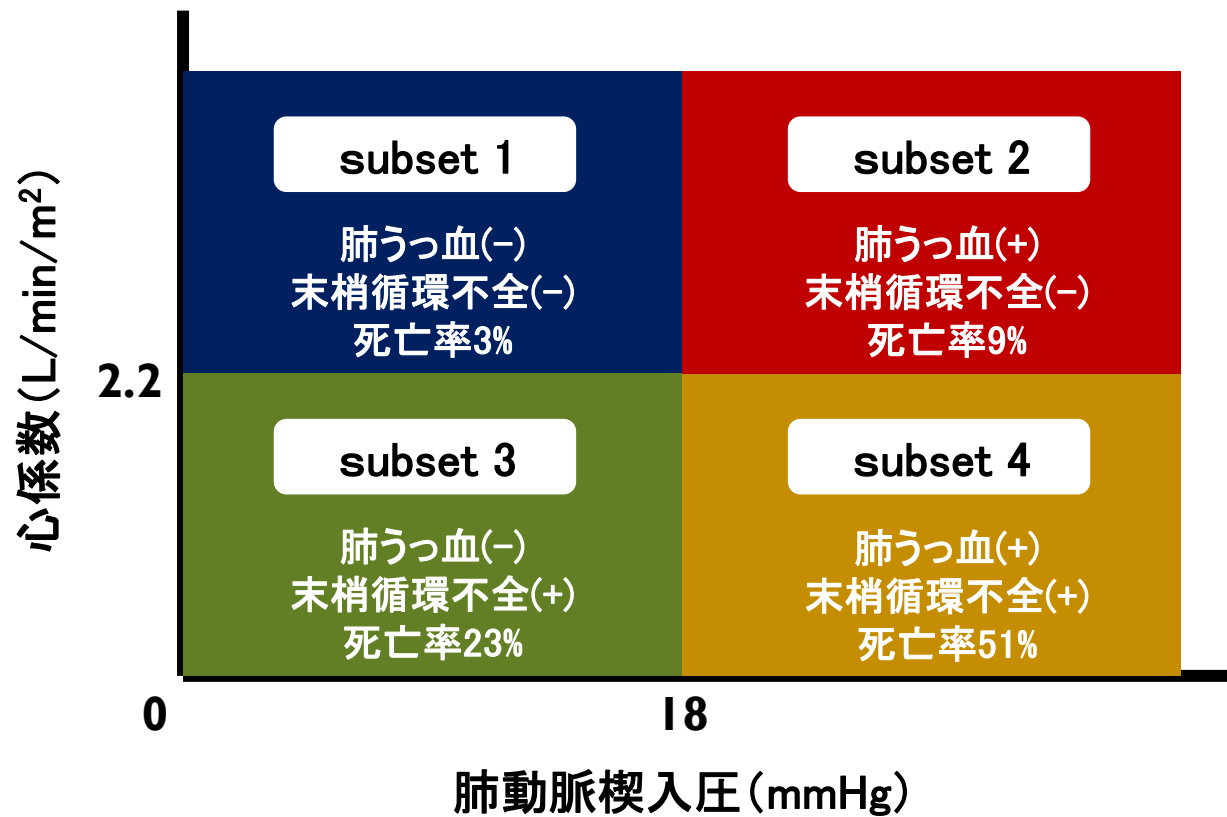 心係数(L/min/m²)
subset 1
肺うっ血(-)
末梢循環不全(-)
死亡率3%
subset 2
肺うっ血(+)
末梢循環不全(-)
死亡率9%
2.2
subset 3
肺うっ血(-)
末梢循環不全(+)
死亡率23%
subset 4
肺うっ血(+)
末梢循環不全(+)
死亡率51%
0
18
肺動脈楔入圧(mmHg)